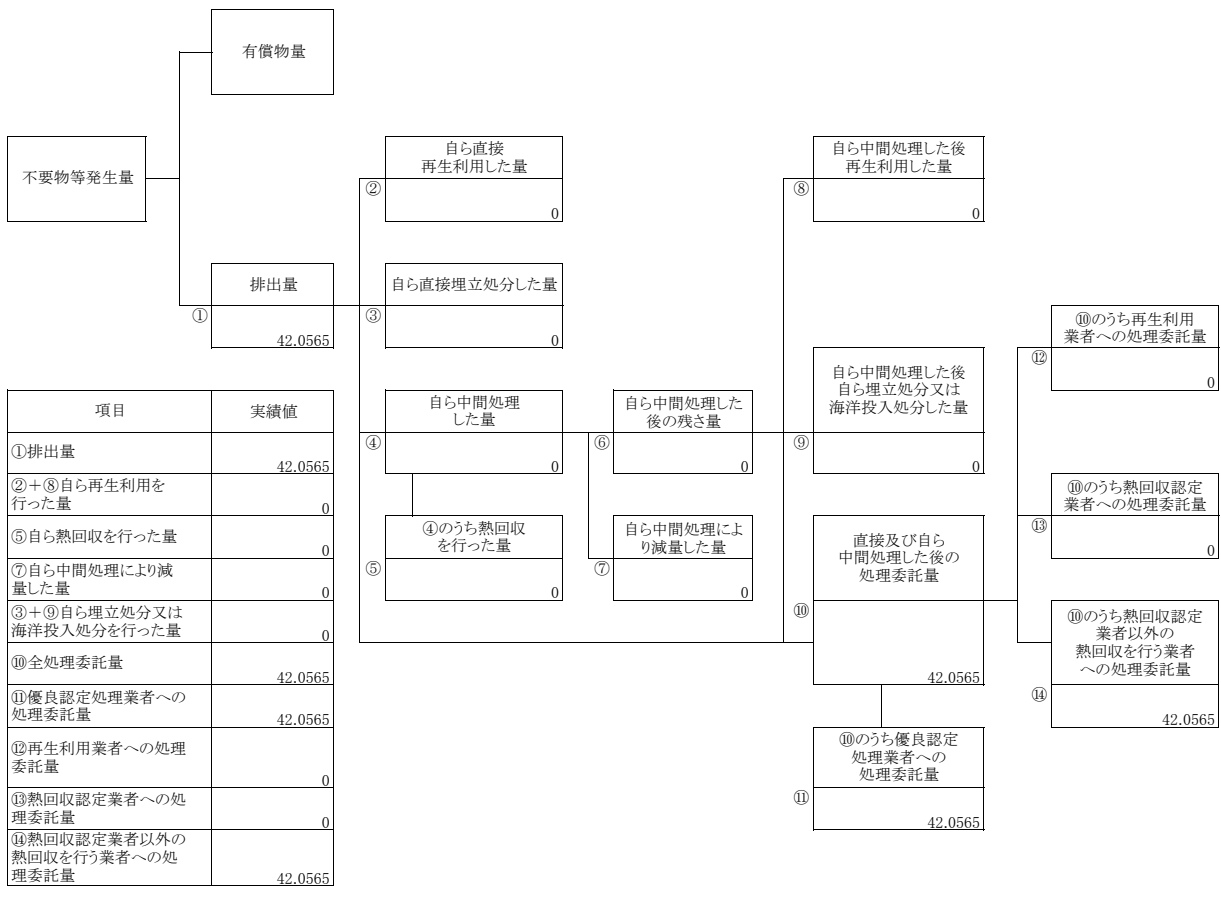 有償物量
不要物等発生量
排出量
①
42.0565
自ら直接
再生利用した量
②
0
自ら直接埋立処分した量
③
0
自ら中間処理
した量
④
0
④のうち熱回収
を行った量
⑤
0
自ら中間処理した
後の残さ量
⑥
0
自ら中間処理によ
り減量した量
⑦
0
自ら中間処理した後
再生利用した量
⑧
0
自ら中間処理した後
自ら埋立処分又は
海洋投入処分した量
⑨
0
直接及び自ら
中間処理した後の
処理委託量
⑩
42.0565
⑩のうち優良認定
処理業者への
処理委託量
⑪
42.0565
⑩のうち再生利用
業者への処理委託量
⑫
0
⑩のうち熱回収認定
業者への処理委託量
⑬
0
⑩のうち熱回収認定
業者以外の
熱回収を行う業者
への処理委託量
⑭
42.0565
項目 実績値
①排出量
42.0565
②+⑧自ら再生利用を
行った量
0
⑤自ら熱回収を行った量
0
⑦自ら中間処理により減
量した量
0
③+⑨自ら埋立処分又は
海洋投入処分を行った量
0
⑩全処理委託量
42.0565
⑪優良認定処理業者への
処理委託量
42.0565
⑫再生利用業者への処理
委託量
0
⑬熱回収認定業者への処
理委託量
0
⑭熱回収認定業者以外の
熱回収を行う業者への処
理委託量
42.0565